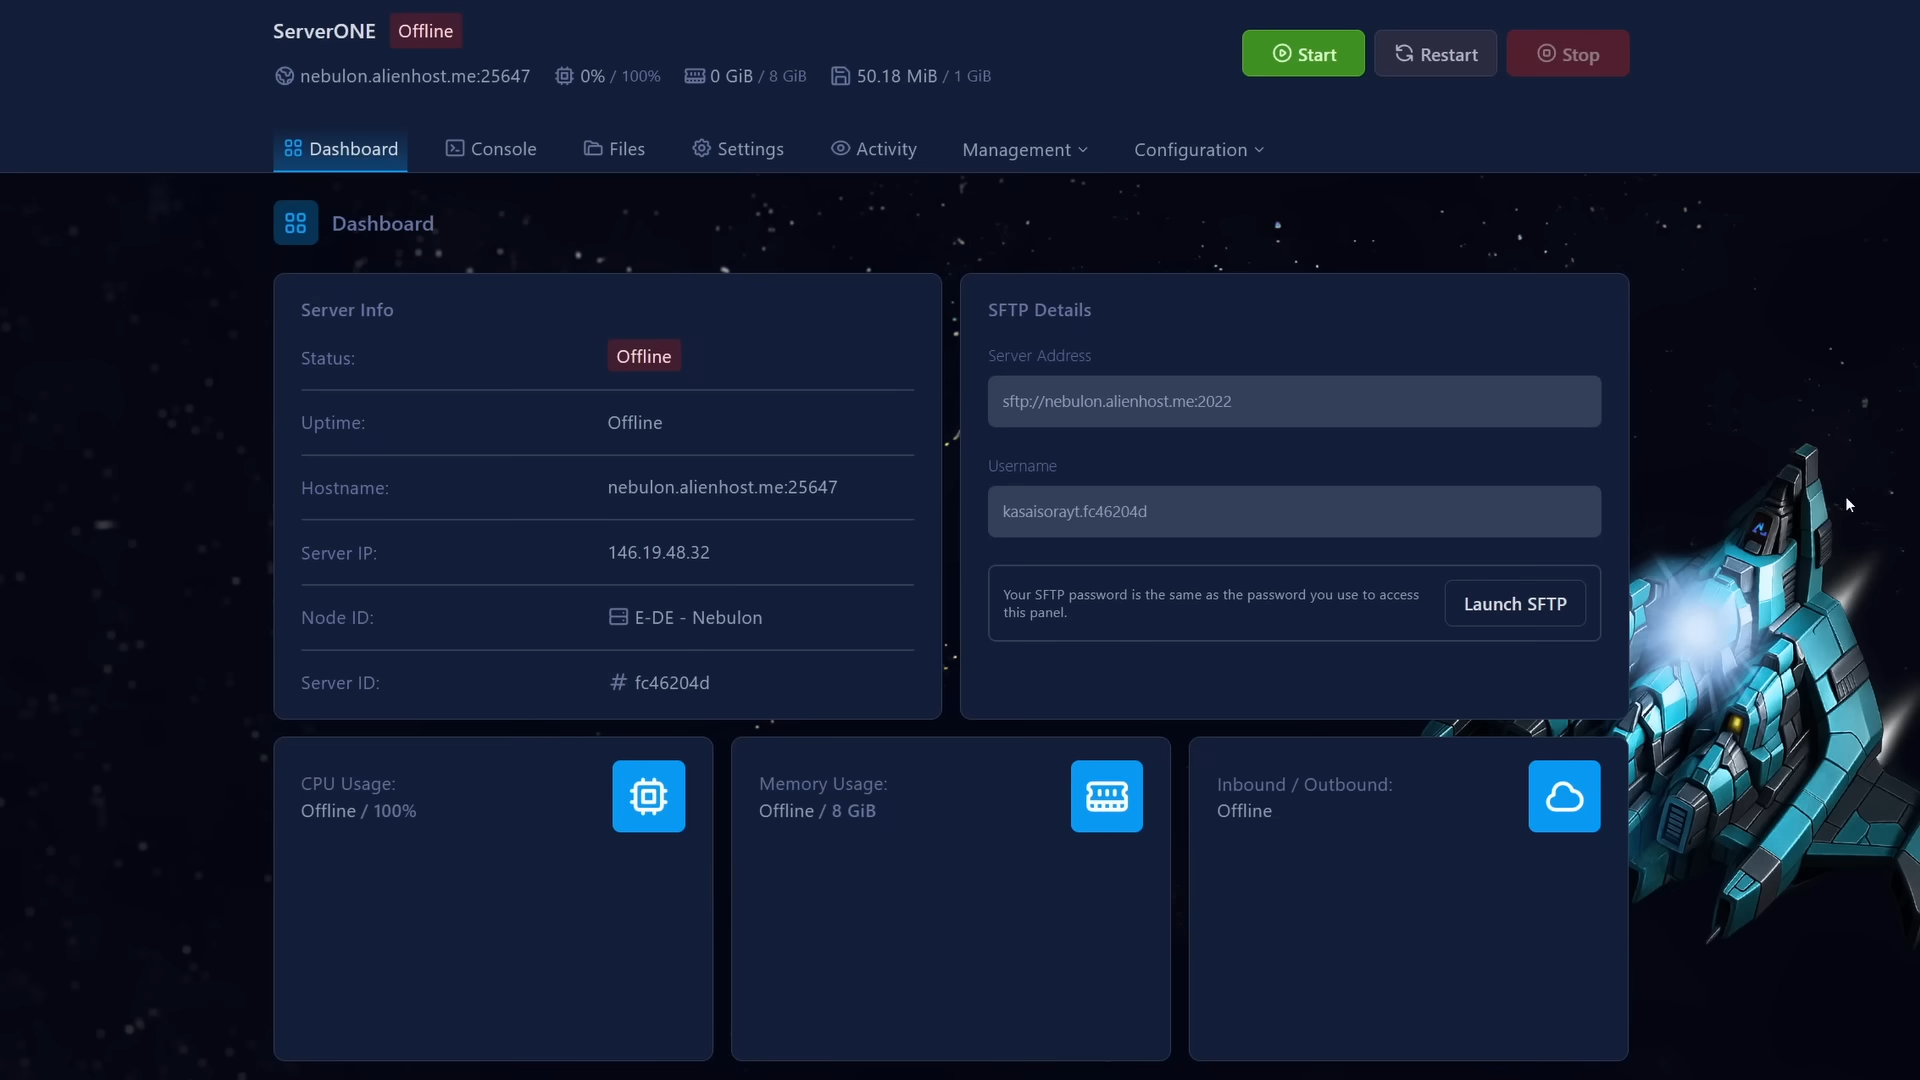 ServerONE Offline
nebulon.alienhost.me:25647 0% / 100% 0 GiB / 8 GiB 50.18 MiB / 1 GiB
Start Restart Stop
Dashboard Console Files Settings Activity Management Configuration
Dashboard
Server Info
Status: Offline
Uptime: Offline
Hostname: nebulon.alienhost.me:25647
Server IP: 146.19.48.32
Node ID: E-DE - Nebulon
Server ID: # fc46204d
SFTP Details
Server Address
sftp://nebulon.alienhost.me:2022
Username
kasaisorayt.fc46204d
Your SFTP password is the same as the password you use to access
this panel.
Launch SFTP
CPU Usage:
Offline / 100%
Memory Usage:
Offline / 8 GiB
Inbound / Outbound:
Offline